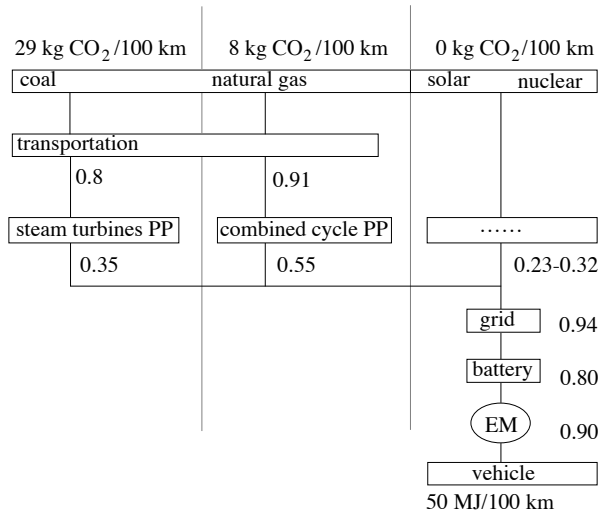 29 kg CO2/100 km 8 kg CO2/100 km 0 kg CO2/100 km
coal natural gas solar nuclear
transportation
0.8 0.91
steam turbines PP combined cycle PP ......
0.35 0.55 0.23-0.32
grid 0.94
battery 0.80
EM 0.90
vehicle
50 MJ/100 km